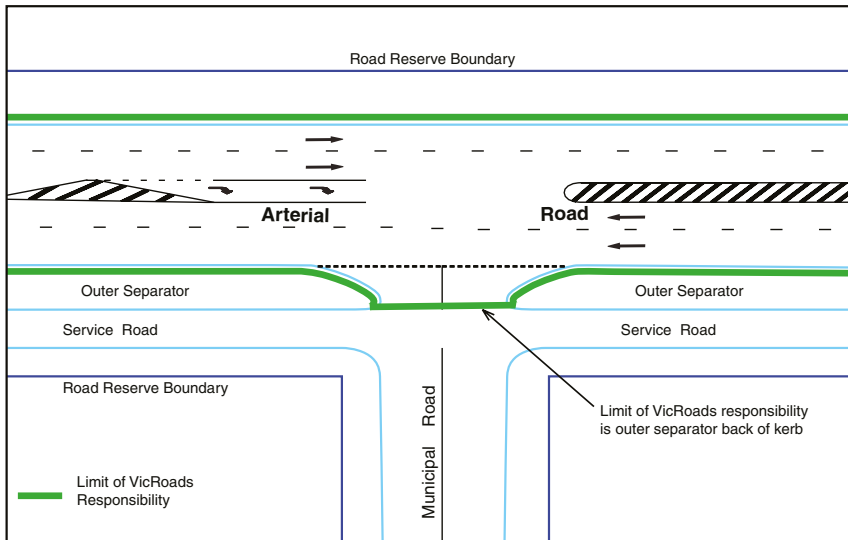 Road Reserve Boundary
Arterial Road
Outer Separator Outer Separator
Service Road Service Road
Road Reserve Boundary
Municipal Road
Limit of VicRoads responsibility
is outer separator back of kerb
Limit of VicRoads
Responsibility